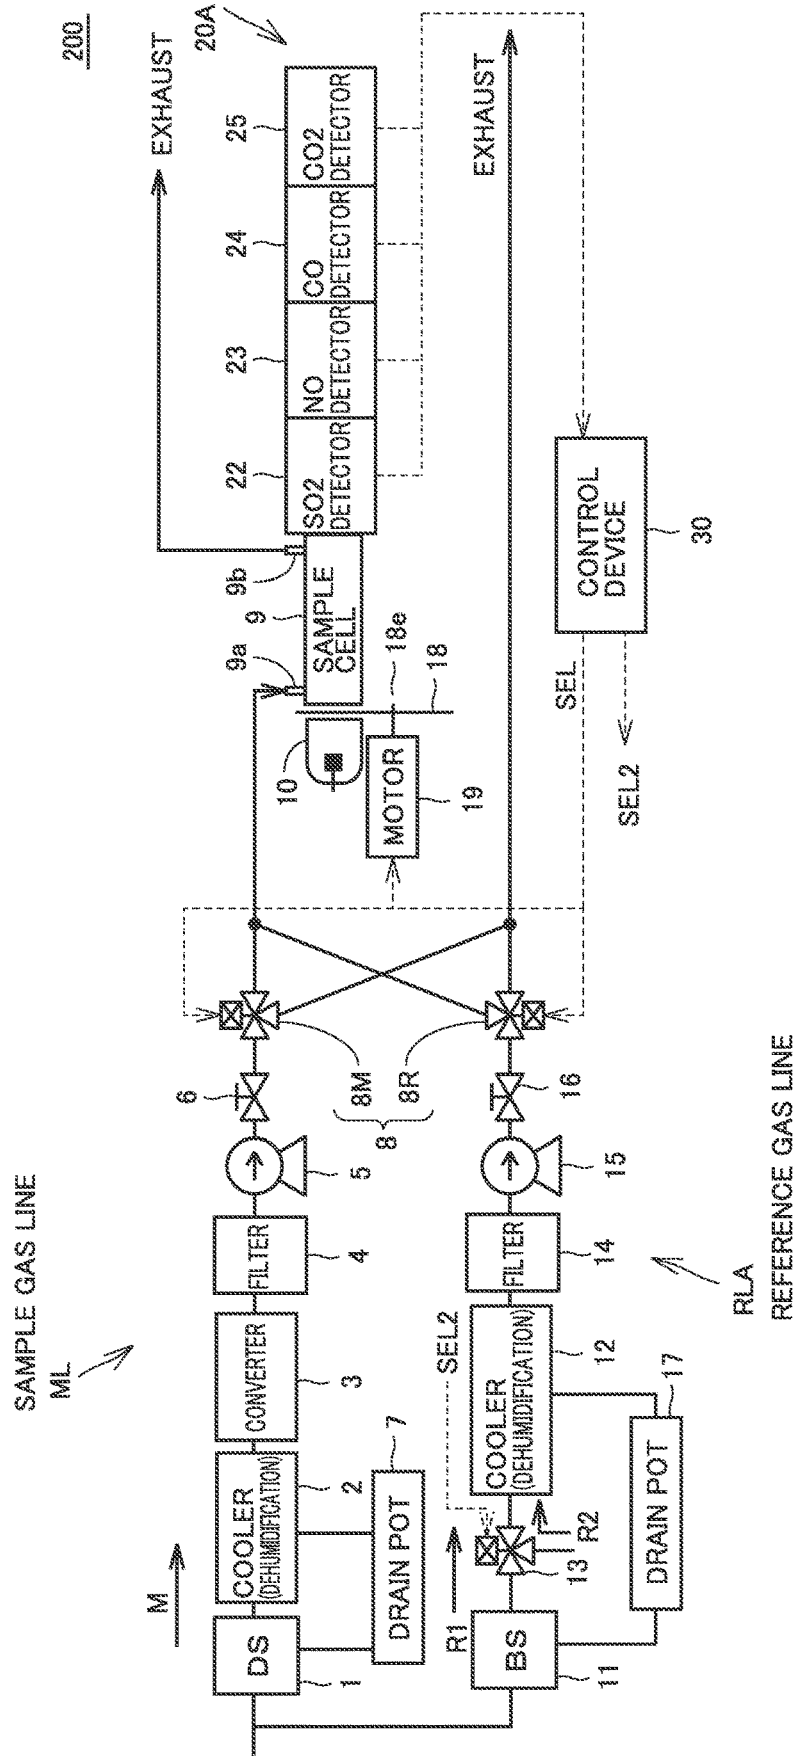 200
20A
EXHAUST
25
24
23
22
CO2
DETECTOR
CO
DETECTOR
NO
DETECTOR
SO2
DETECTOR
9b
9
9a
SAMPLE
CELL
18e
18
10
MOTOR
19
EXHAUST
CONTROL
DEVICE
30
SEL
SEL2
SAMPLE GAS LINE
ML
M
DS
1
COOLER
(DEHUMIDIFICATION)
2
CONVERTER
3
FILTER
4
5
6
8M
8R
8
DRAIN POT
7
R1
BS
11
13
R2
SEL2
COOLER
(DEHUMIDIFICATION)
12
FILTER
14
15
16
DRAIN POT
17
RLA
REFERENCE GAS LINE